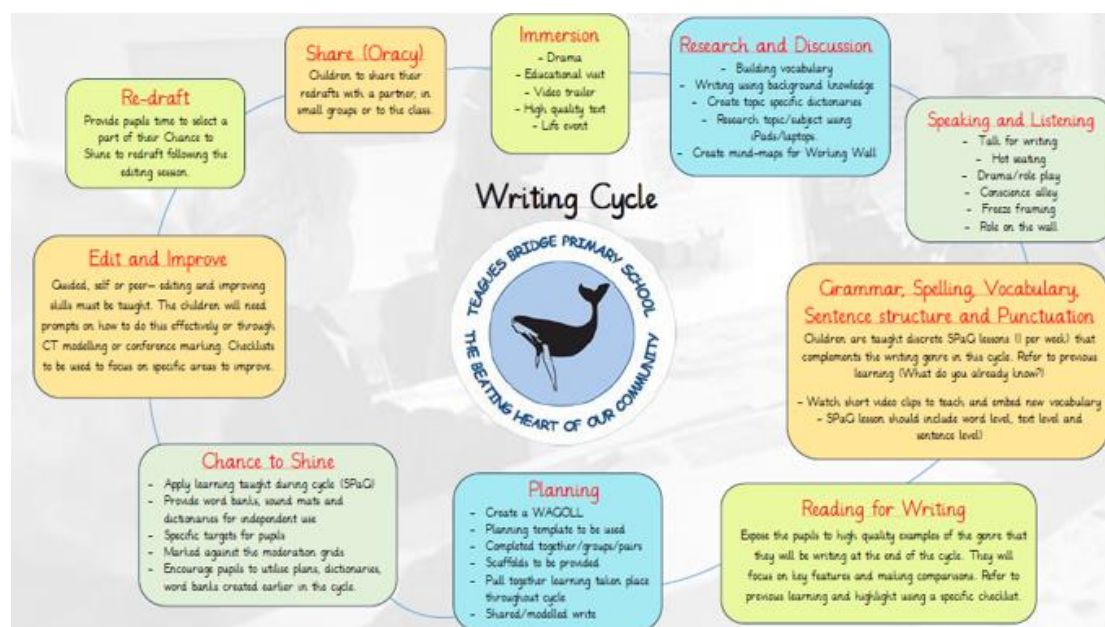 Writing Cycle
TEAGUES BRIDGE PRIMARY SCHOOL
THE BEATING HEART OF OUR COMMUNITY
Immersion
- Drama
- Educational visit
- Video trailer
- High quality text
- Life event
Research and Discussion
- Building vocabulary
- Writing using background knowledge
- Create topic specific dictionaries
- Research topic/subject using
iPads/laptops.
- Create mind-maps for Working Wall
Speaking and Listening
- Talk for writing
- Hot seating
- Drama/role play
- Conscience alley
- Freeze framing
- Role on the wall
Grammar, Spelling, Vocabulary,
Sentence structure and Punctuation
Children are taught discrete SPaG lessons (1 per week) that
complements the writing genre in this cycle. Refer to previous
learning (What do you already know?)
- Watch short video clips to teach and embed new vocabulary
- SPaG lesson should include word level, text level and
sentence level)
Reading for Writing
Expose the pupils to high quality examples of the genre that
they will be writing at the end of the cycle. They will
focus on key features and making comparisons. Refer to
previous learning and highlight using a specific checklist.
Planning
- Create a WAGOLL
- Planning template to be used
- Completed together/groups/pairs
- Scaffolds to be provided
- Pull together learning taken place
throughout cycle
- Shared/modelled write
Chance to Shine
- Apply learning taught during cycle (SPaG)
- Provide word banks, sound mats and
dictionaries for independent use
- Specific targets for pupils
- Marked against the moderation grids
- Encourage pupils to utilise plans, dictionaries,
word banks created earlier in the cycle.
Edit and Improve
Guided, self or peer- editing and improving
skills must be taught. The children will need
prompts on how to do this effectively or through
CT modelling or conference marking. Checklists
to be used to focus on specific areas to improve.
Re-draft
Provide pupils time to select a
part of their Chance to
Shine to redraft following the
editing session.
Share (Oracy)
Children to share their
redrafts with a partner, in
small groups or to the class.